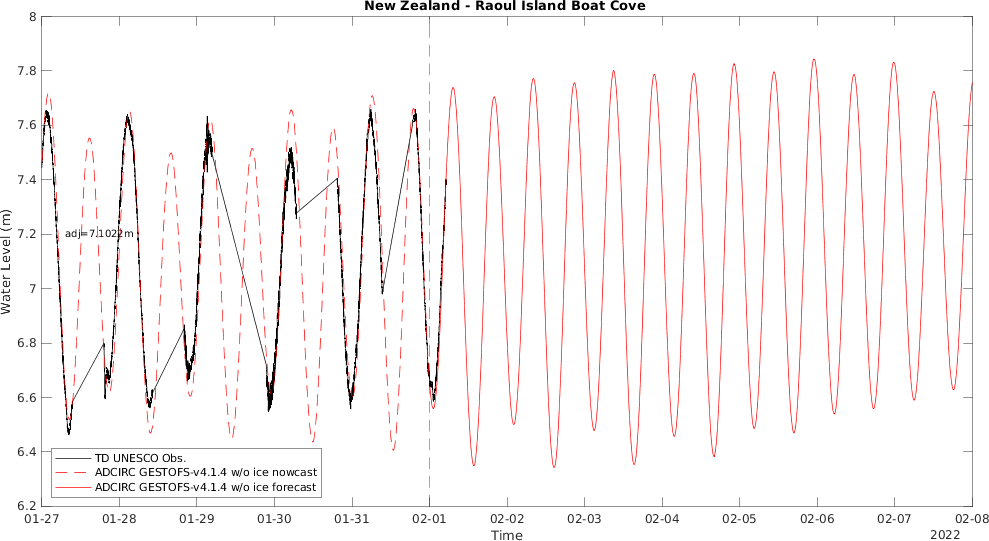 New Zealand - Raoul Island Boat Cove
8
7.8
7.6
7.4
7.2
7
6.8
6.6
6.4
6.2
Water Level (m)
adj=7.1022m
TD UNESCO Obs.
ADCIRC GESTOFS-v4.1.4 w/o ice nowcast
ADCIRC GESTOFS-v4.1.4 w/o ice forecast
01-27 01-28 01-29 01-30 01-31 02-01 02-02 02-03 02-04 02-05 02-06 02-07 02-08
Time
2022